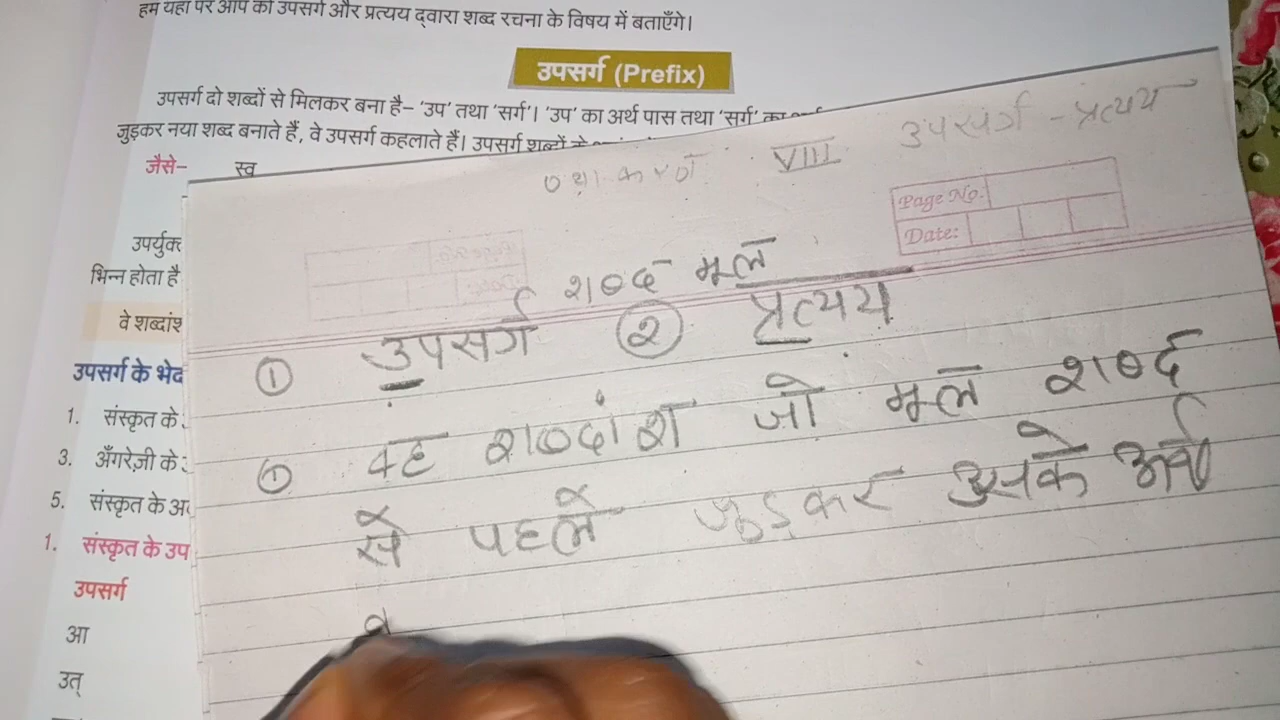 हम यहाँ पर आप को उपसर्ग और प्रत्यय द्वारा शब्द रचना के विषय में बताएँगे।
उपसर्ग (Prefix)
उपसर्ग दो शब्दों से मिलकर बना है– 'उप' तथा 'सर्ग'। 'उप' का अर्थ पास तथा 'सर्ग' का
जुड़कर नया शब्द बनाते हैं, वे उपसर्ग कहलाते हैं। उपसर्ग शब्दों के
जैसे– स्व
उपर्युक्
भिन्न होता है
वे शब्दांश
उपसर्ग के भेद
1. संस्कृत के
3. अँगरेज़ी के
5. संस्कृत के अ
1. संस्कृत के उप
उपसर्ग
आ
उत्
VIII उपसर्ग - प्रत्यय
Page No.
Date:
शब्द मूल
① उपसर्ग ② प्रत्यय
① वह शब्दांश जो मूल शब्द
से पहले जुड़कर उसके अर्थ